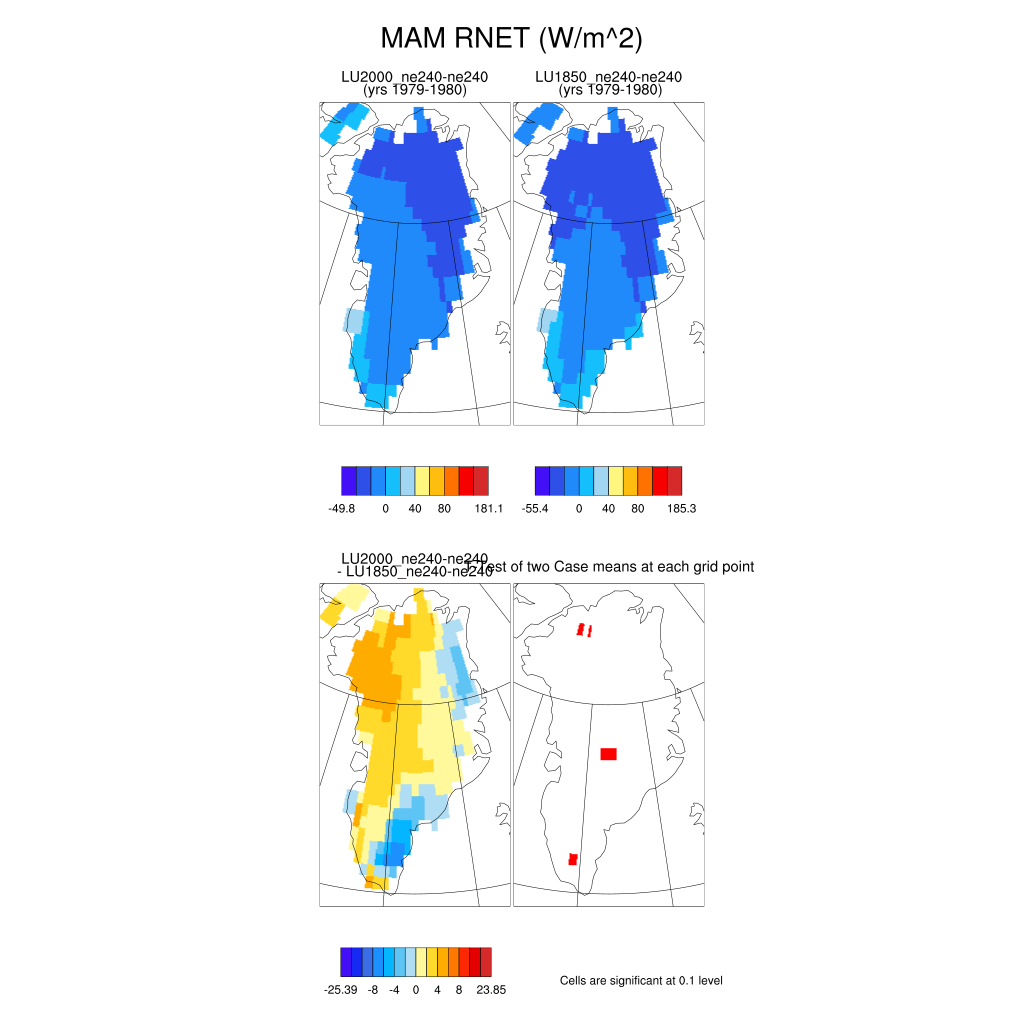 MAM RNET (W/m^2)
LU2000_ne240-ne240
(yrs 1979-1980)
LU1850_ne240-ne240
(yrs 1979-1980)
-49.8 0 40 80 181.1
-55.4 0 40 80 185.3
LU2000_ne240-ne240
- LU1850_ne240-ne240
T-Test of two Case means at each grid point
-25.39 -8 -4 0 4 8 23.85
Cells are significant at 0.1 level